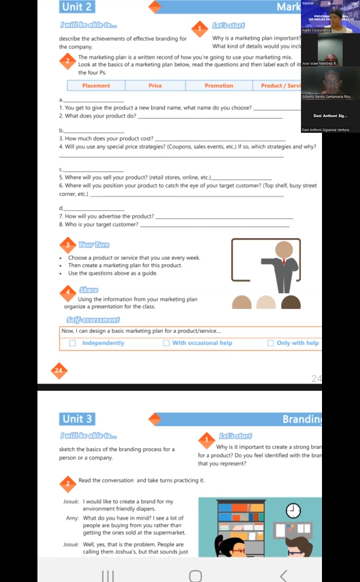 Unit 2
Mark
I will be able to...
describe the achievements of effective branding for
the company.
1
Let's start
Why is a marketing plan important?
What kind of details would you inclu
2
The marketing plan is a written record of how you're going to use your marketing mix.
Look at the basics of a marketing plan below, read the questions and then label each of
the four Ps.
Placement Price Promotion Product / Serv
a.
1. You get to give the product a new brand name, what name do you choose?
2. What does your product do?
b.
3. How much does your product cost?
4. Will you use any special price strategies? (Coupons, sales events, etc.) If so, which strategies and why?
c.
5. Where will you sell your product? (retail stores, online, etc.)
6. Where will you position your product to catch the eye of your target customer? (Top shelf, busy street
corner, etc.)
d.
7. How will you advertise the product?
8. Who is your target customer?
3
Your Turn
• Choose a product or service that you use every week.
• Then create a marketing plan for this product.
• Use the questions above as a guide.
4
Share
Using the information from your marketing plan
organize a presentation for the class.
Self-assessment
Now, I can design a basic marketing plan for a product/service...
Independently With occasional help Only with help
24
24
Unit 3
Branding
I will be able to...
sketch the basics of the branding process for a
person or a company.
1
Let's start
Why is it important to create a strong bran
for a product? Do you feel identified with the bran
that you represent?
2
Read the conversation and take turns practicing it.
Josué: I would like to create a brand for my
environment friendly diapers.
Amy: What do you have in mind? I see a lot of
people are buying from you rather than
getting the ones sold at the supermarket.
Josué: Well, yes, that is the problem. People are
calling them Joshua's, but that sounds just
Dani Anthoni Sig...
Dani Anthoni Siguenza Ventura